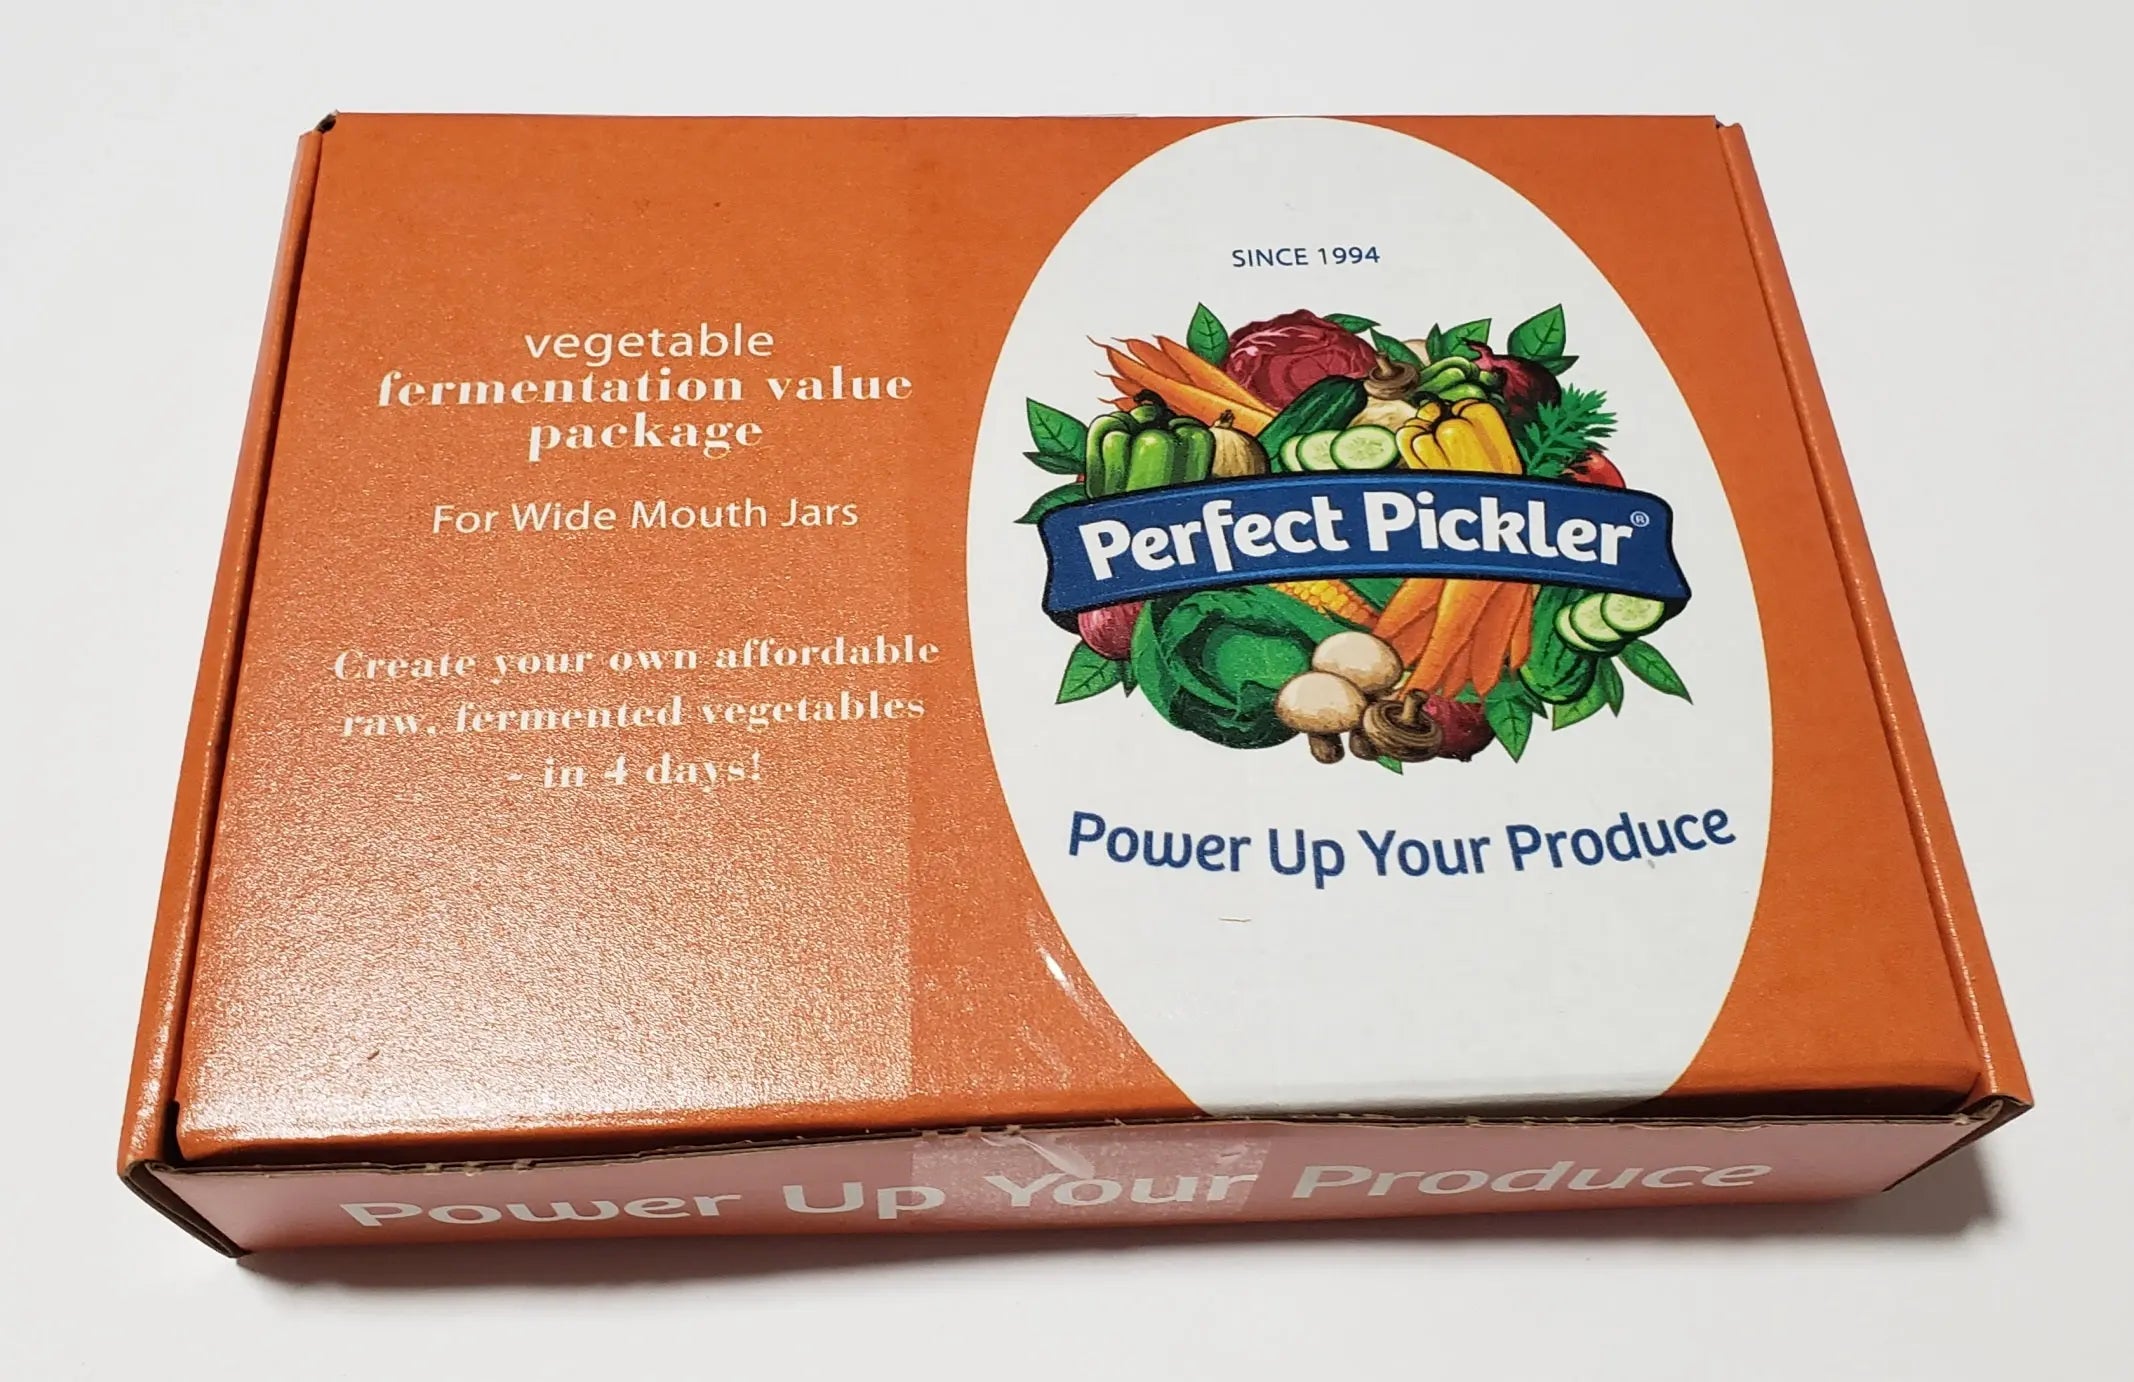 vegetable
fermentation value
package
For Wide Mouth Jars
Create your own affordable
raw, fermented vegetables
- in 4 days!
SINCE 1994
Perfect Pickler®
Power Up Your Produce
Power Up Your Produce